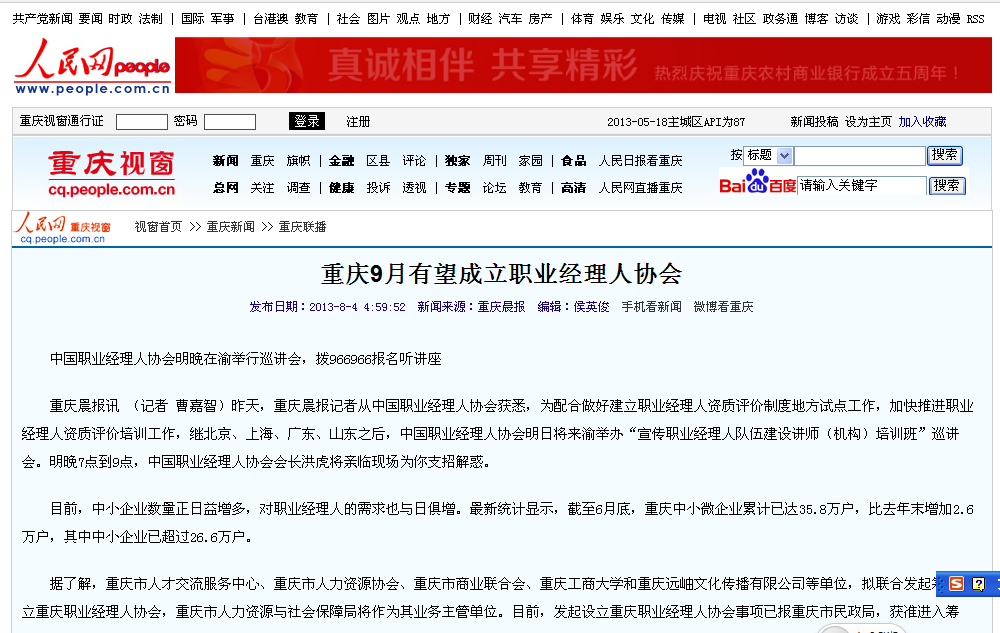 共产党新闻 要闻 时政 法制 | 国际 军事 | 台港澳 教育 | 社会 图片 观点 地方 | 财经 汽车 房产 | 体育 娱乐 文化 传媒 | 电视 社区 政务通 博客 访谈 | 游戏 彩信 动漫 RSS
人民网 people
www.people.com.cn
真诚相伴 共享精彩 热烈庆祝重庆农村商业银行成立五周年！
重庆视窗通行证 密码 登录 注册 2013-05-18主城区API为87 新闻投稿 设为主页 加入收藏
重庆视窗
cq.people.com.cn
新闻 重庆 旗帜 | 金融 区县 评论 | 独家 周刊 家园 | 食品 人民日报看重庆
总网 关注 调查 | 健康 投诉 透视 | 专题 论坛 教育 | 高清 人民网直播重庆
按 标题 搜索
Bai du 百度 请输入关键字 搜索
人民网 重庆视窗
cq.people.com.cn
视窗首页 >> 重庆新闻 >> 重庆联播
重庆9月有望成立职业经理人协会
发布日期：2013-8-4 4:59:52 新闻来源：重庆晨报 编辑：侯英俊 手机看新闻 微博看重庆
中国职业经理人协会明晚在渝举行巡讲会，拨966966报名听讲座
重庆晨报讯 （记者 曹嘉智）昨天，重庆晨报记者从中国职业经理人协会获悉，为配合做好建立职业经理人资质评价制度地方试点工作，加快推进职业
经理人资质评价培训工作，继北京、上海、广东、山东之后，中国职业经理人协会明日将来渝举办“宣传职业经理人队伍建设讲师（机构）培训班”巡讲
会。明晚7点到9点，中国职业经理人协会会长洪虎将亲临现场为你支招解惑。
目前，中小企业数量正日益增多，对职业经理人的需求也与日俱增。最新统计显示，截至6月底，重庆中小微企业累计已达35.8万户，比去年末增加2.6
万户，其中中小企业已超过26.6万户。
据了解，重庆市人才交流服务中心、重庆市人力资源协会、重庆市商业联合会、重庆工商大学和重庆远岫文化传播有限公司等单位，拟联合发起
立重庆职业经理人协会，重庆市人力资源与社会保障局将作为其业务主管单位。目前，发起设立重庆职业经理人协会事项已报重庆市民政局，获准进入筹